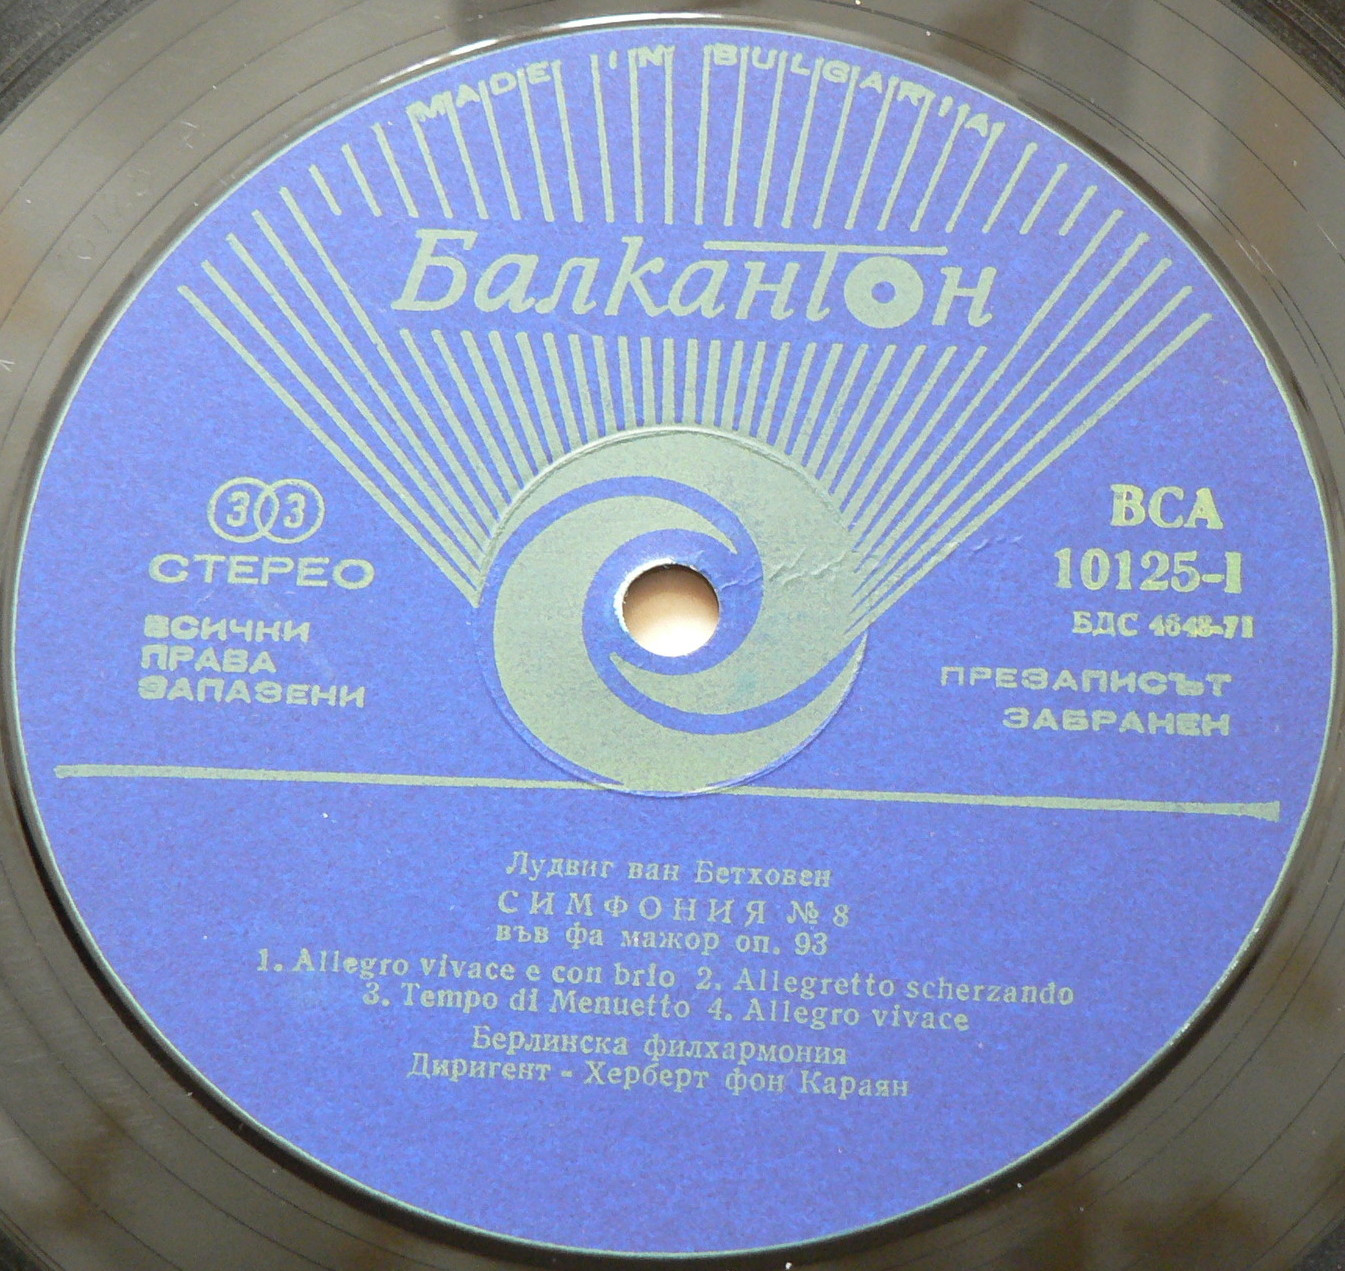 MADE IN BULGARIA
Балкантон
33
СТЕРЕО
ВСИЧКИ
ПРАВА
ЗАПАЗЕНИ
ВСА
10125-I
БДС 4648-71
ПРЕЗАПИСЪТ
ЗАБРАНЕН
Лудвиг ван Бетховен
СИМФОНИЯ № 8
във фа мажор оп. 93
1. Allegro vivace e con brio 2. Allegretto scherzando
3. Tempo di Menuetto 4. Allegro vivace
Берлинска филхармония
Диригент - Херберт фон Караян